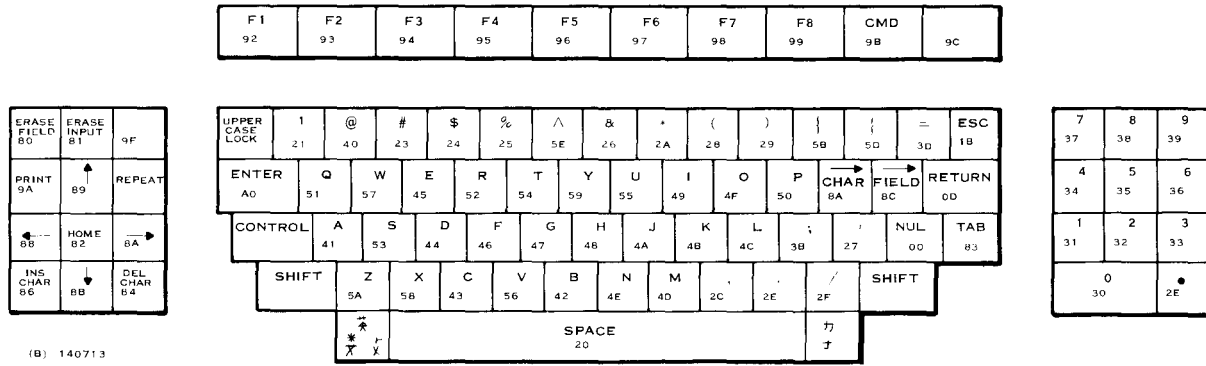 F1 F2 F3 F4 F5 F6 F7 F8 CMD
92 93 94 95 96 97 98 99 9B 9C
ERASE FIELD 80 ERASE INPUT 81 9F
PRINT 9A 89 REPEAT
88 HOME 82 8A
INS CHAR 86 8B DEL CHAR 84
UPPER CASE LOCK ! @ # $ % ^ & * ( ) = ESC
21 40 23 24 25 5E 26 2A 28 29 5B 5D 3D 1B
ENTER Q W E R T Y U I O P CHAR FIELD RETURN
A0 51 57 45 52 54 59 55 49 4F 50 8A 8C 0D
CONTROL A S D F G H J K L ; ' NUL TAB
41 53 44 46 47 48 4A 4B 4C 3B 27 00 83
SHIFT Z X C V B N M , . / SHIFT
5A 58 43 56 42 4E 4D 2C 2E 2F
SPACE
20
7 8 9
37 38 39
4 5 6
34 35 36
1 2 3
31 32 33
0 •
30 2E
(B) 140713